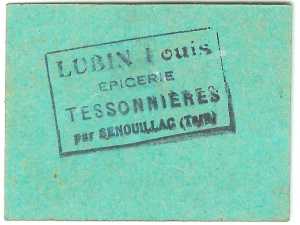 LUBIN Louis
EPICERIE
TESSONNIÈRES
par SENOUILLAC (Tarn)